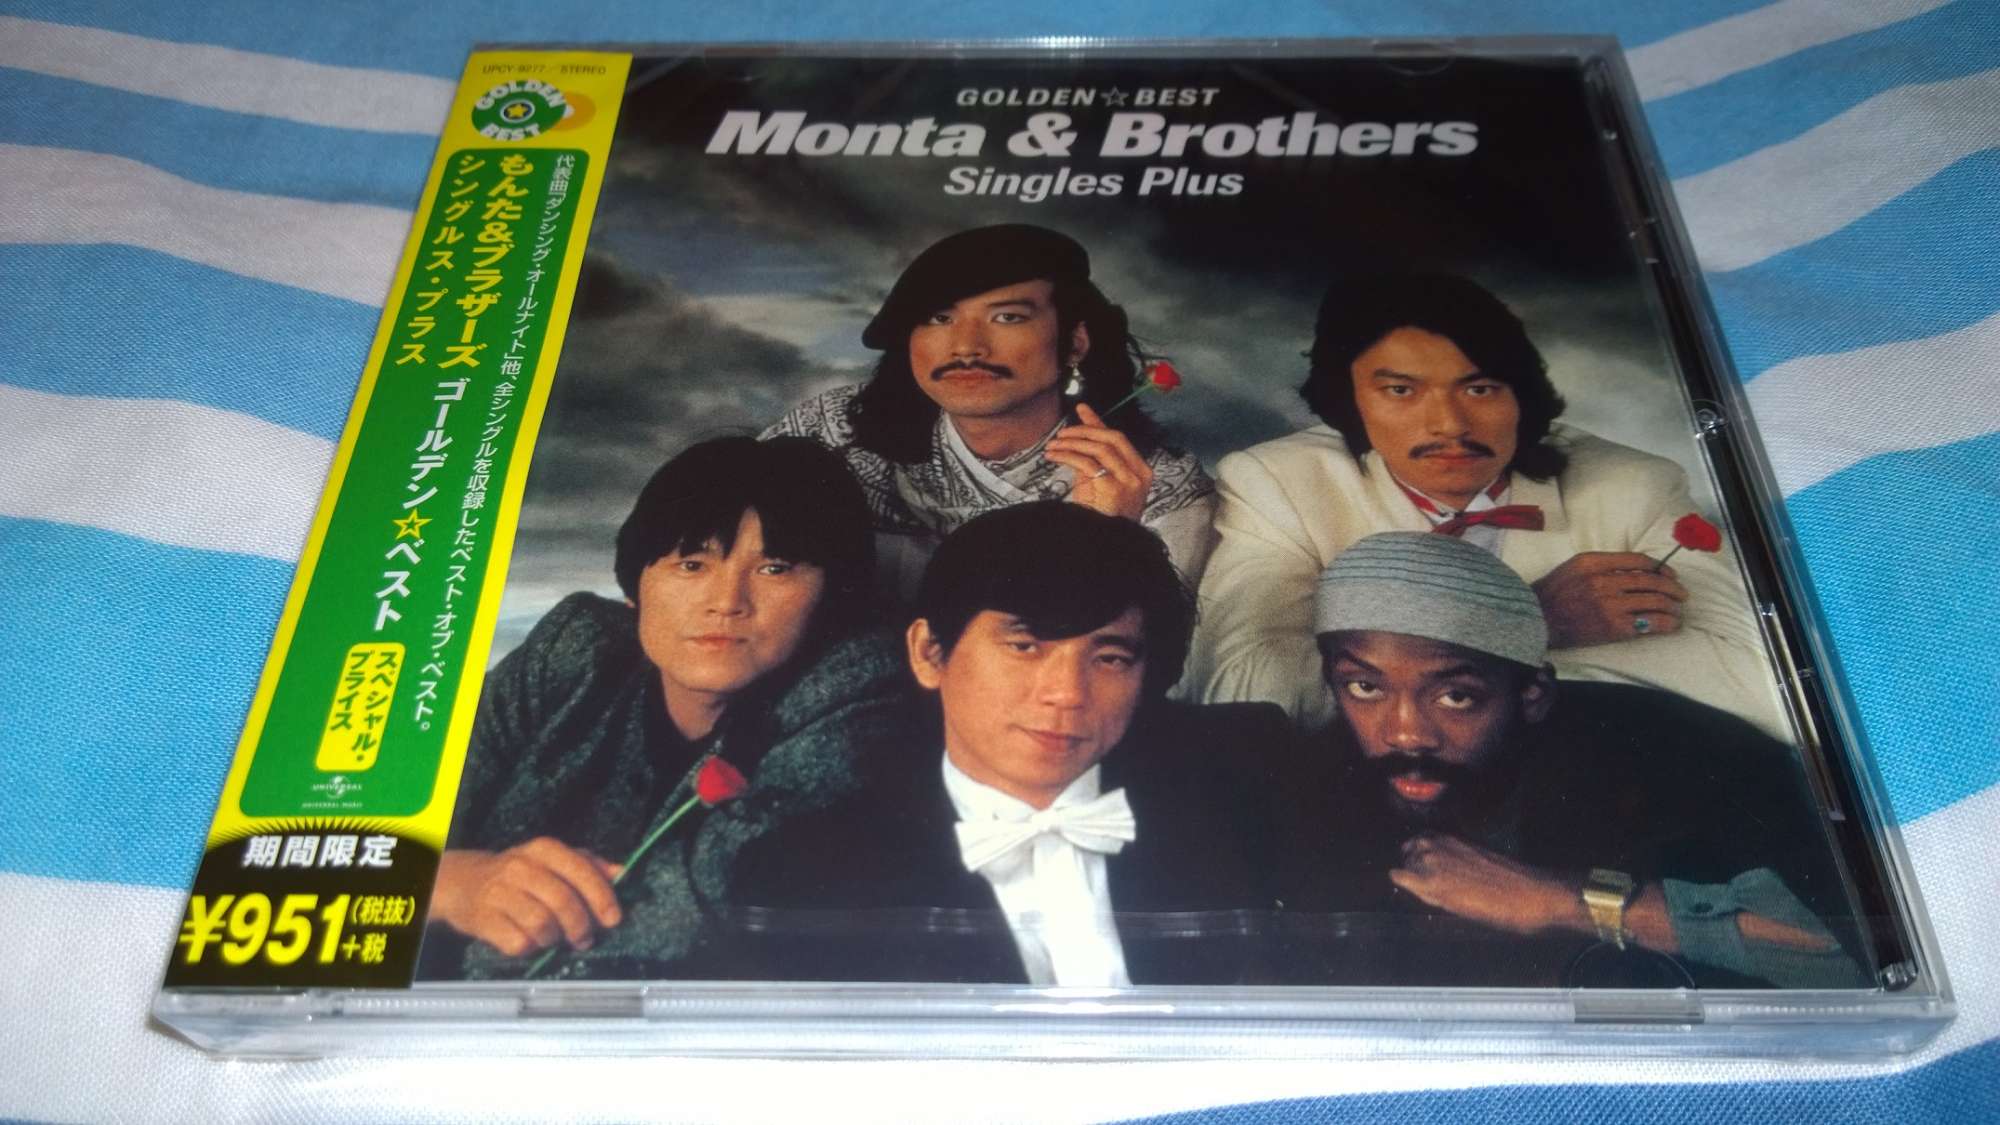 UPCY-9277/STEREO
GOLDEN
BEST
代表曲「ダンシング・オールナイト」他、全シングルを収録したベスト・オブ・ベスト。
もんた&ブラザーズ ゴールデン☆ベスト
シングルス・プラス
スペシャル・
プライス
UNIVERSAL
UNIVERSAL MUSIC
期間限定
¥951(税抜)
+税
GOLDEN☆BEST
Monta & Brothers
Singles Plus